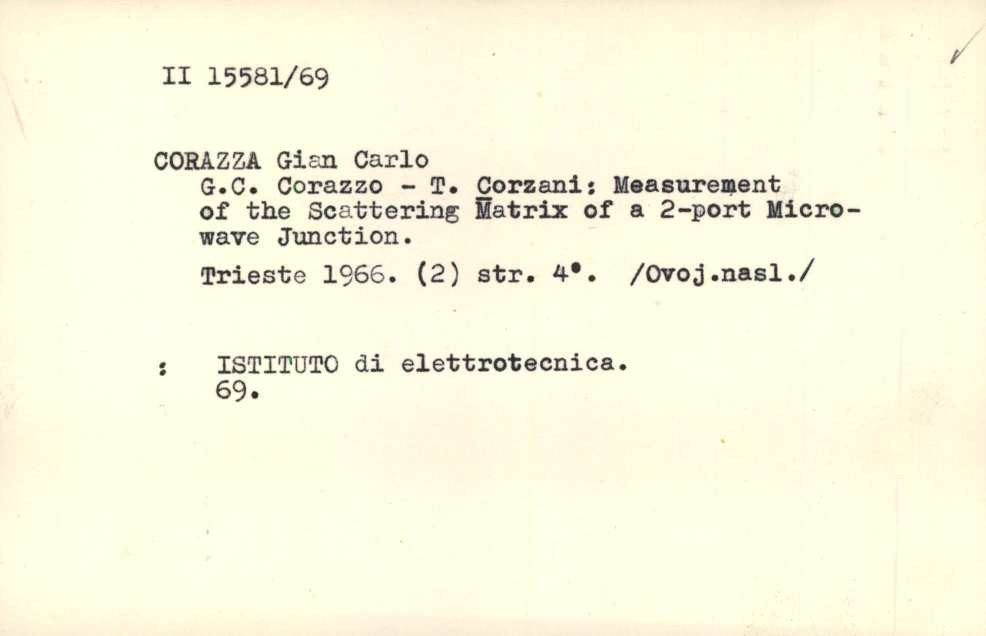 II 15581/69
CORAZZA Gian Carlo
G.C. Corazzo - T. Corzani: Measurement
of the Scattering Matrix of a 2-port Micro-
wave Junction.
Trieste 1966. (2) str. 4°. /Ovoj.nasl./
: ISTITUTO di elettrotecnica.
69.